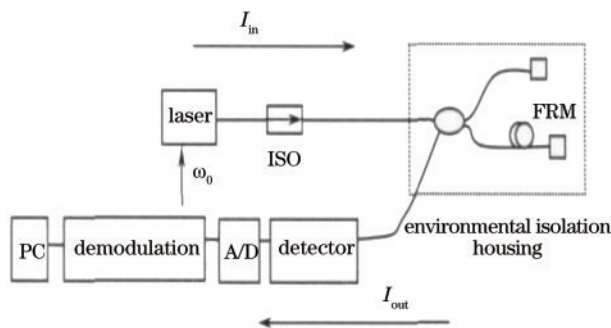 I_in
laser
ISO
FRM
ω_0
PC
demodulation
A/D
detector
environmental isolation
housing
I_out